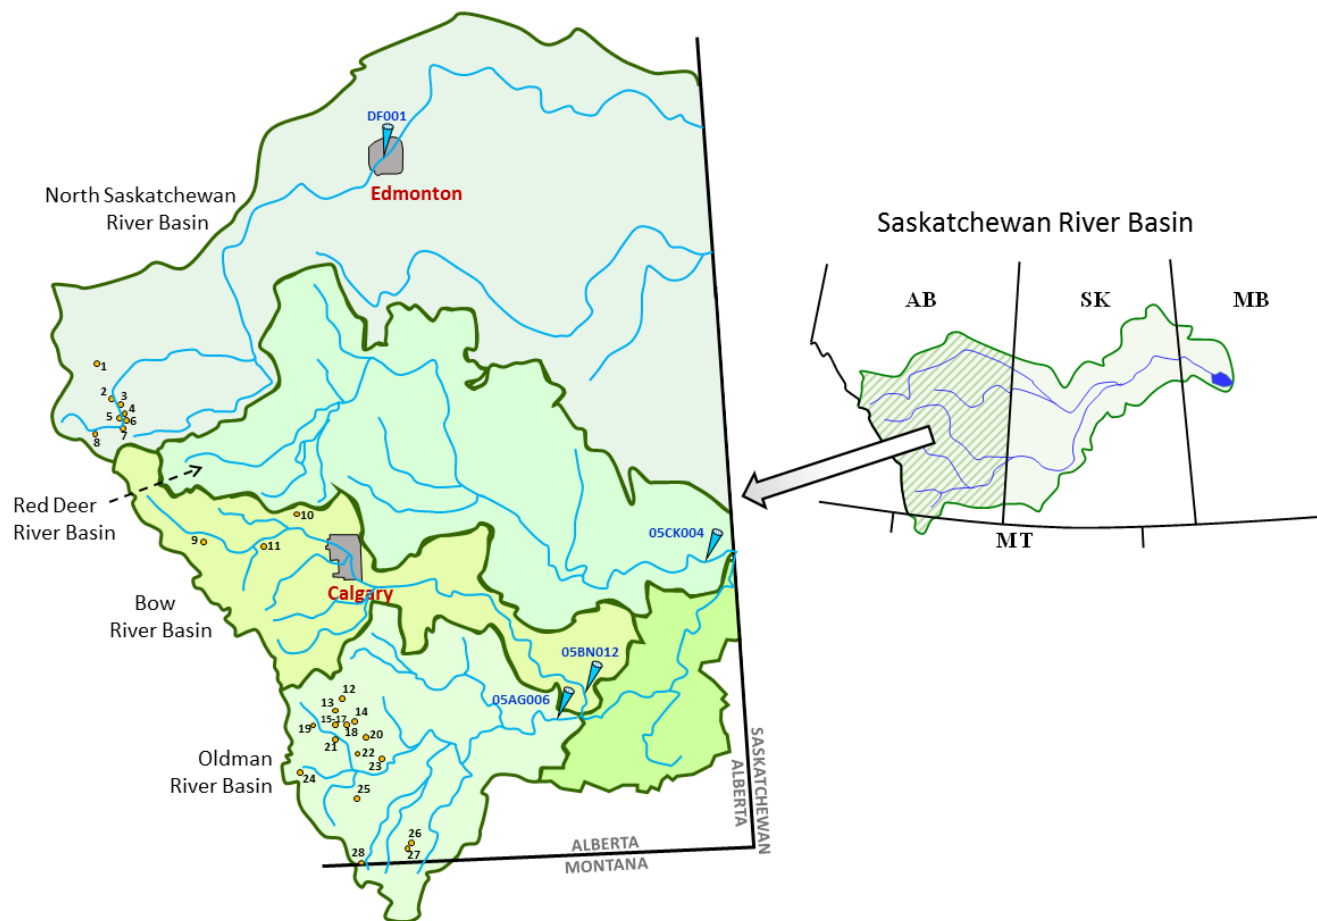 DF001
Edmonton
North Saskatchewan
River Basin
Saskatchewan River Basin
AB
SK
MB
MT
1
2
3
4
5
6
7
8
Red Deer
River Basin
10
9
11
05CK004
Calgary
Bow
River Basin
05BN012
05AG006
12
13
14
15-17
18
19
20
21
22
23
24
25
Oldman
River Basin
26
27
28
ALBERTA
MONTANA
ALBERTA
SASKATCHEWAN